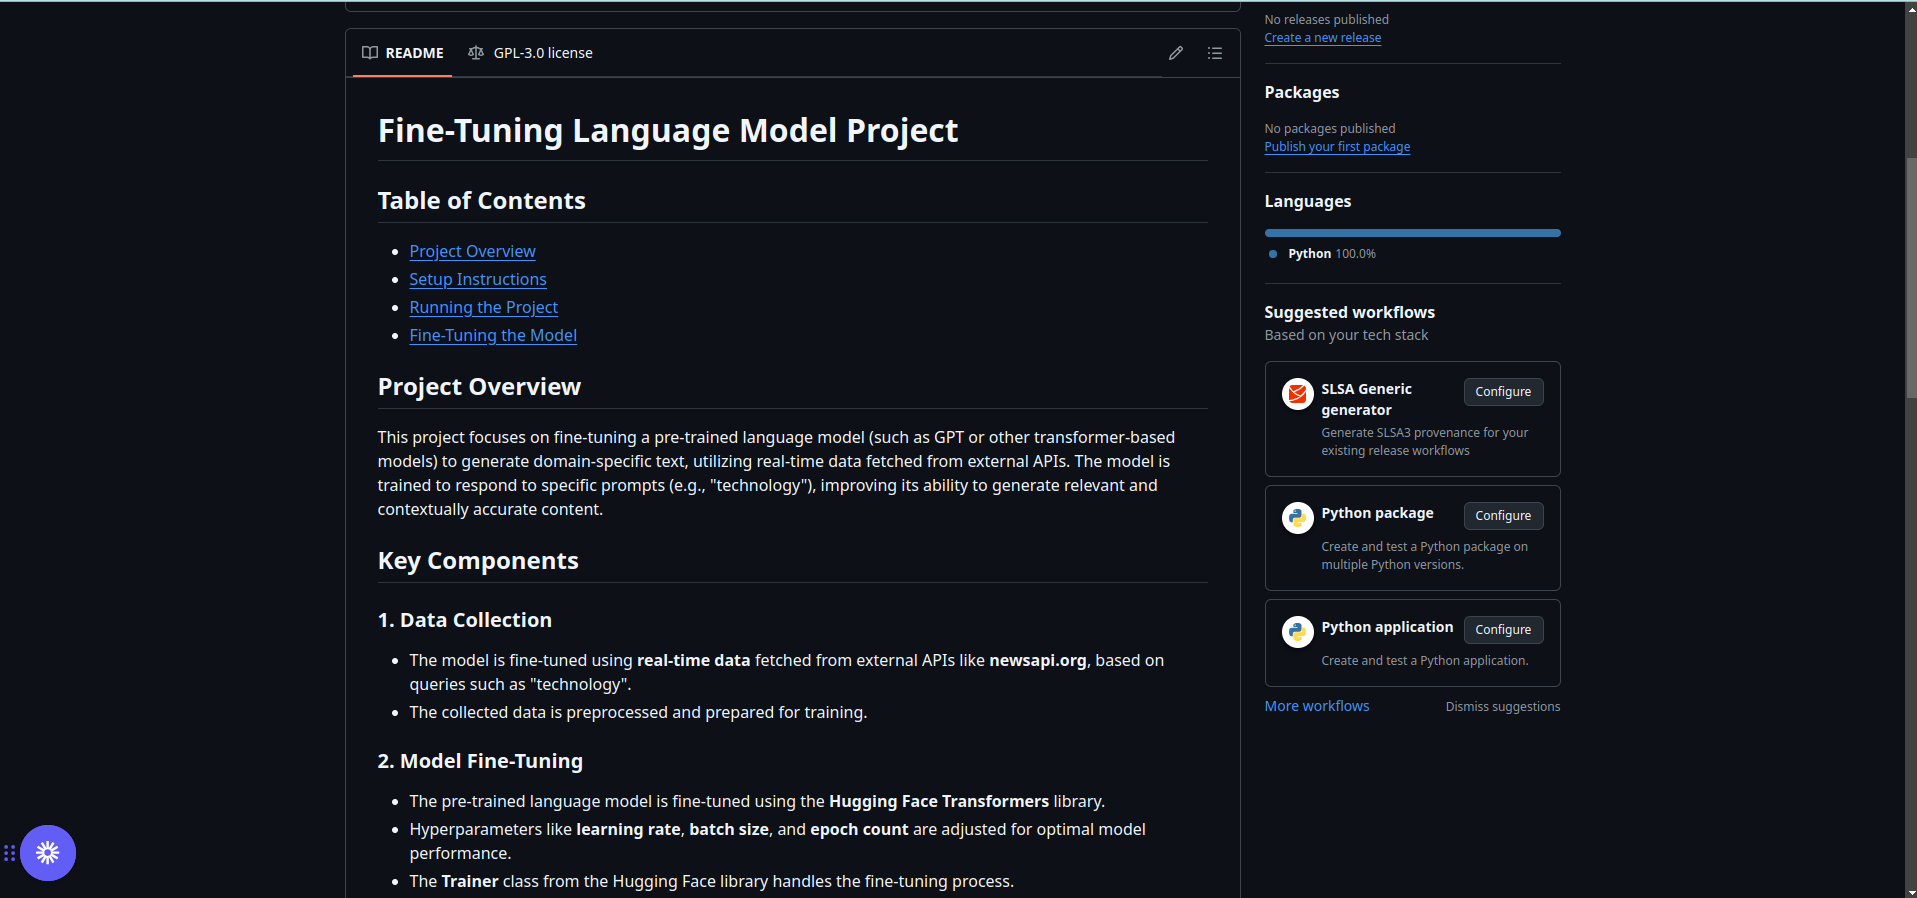 README
GPL-3.0 license
Fine-Tuning Language Model Project
Table of Contents
Project Overview
Setup Instructions
Running the Project
Fine-Tuning the Model
Project Overview
This project focuses on fine-tuning a pre-trained language model (such as GPT or other transformer-based
models) to generate domain-specific text, utilizing real-time data fetched from external APIs. The model is
trained to respond to specific prompts (e.g., "technology"), improving its ability to generate relevant and
contextually accurate content.
Key Components
1. Data Collection
The model is fine-tuned using real-time data fetched from external APIs like newsapi.org, based on
queries such as "technology".
The collected data is preprocessed and prepared for training.
2. Model Fine-Tuning
The pre-trained language model is fine-tuned using the Hugging Face Transformers library.
Hyperparameters like learning rate, batch size, and epoch count are adjusted for optimal model
performance.
The Trainer class from the Hugging Face library handles the fine-tuning process.
No releases published
Create a new release
Packages
No packages published
Publish your first package
Languages
Python 100.0%
Suggested workflows
Based on your tech stack
SLSA Generic
generator
Configure
Generate SLSA3 provenance for your
existing release workflows
Python package
Configure
Create and test a Python package on
multiple Python versions.
Python application
Configure
Create and test a Python application.
More workflows
Dismiss suggestions